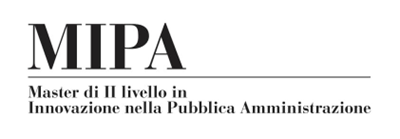 MIPA
Master di II livello in
Innovazione nella Pubblica Amministrazione